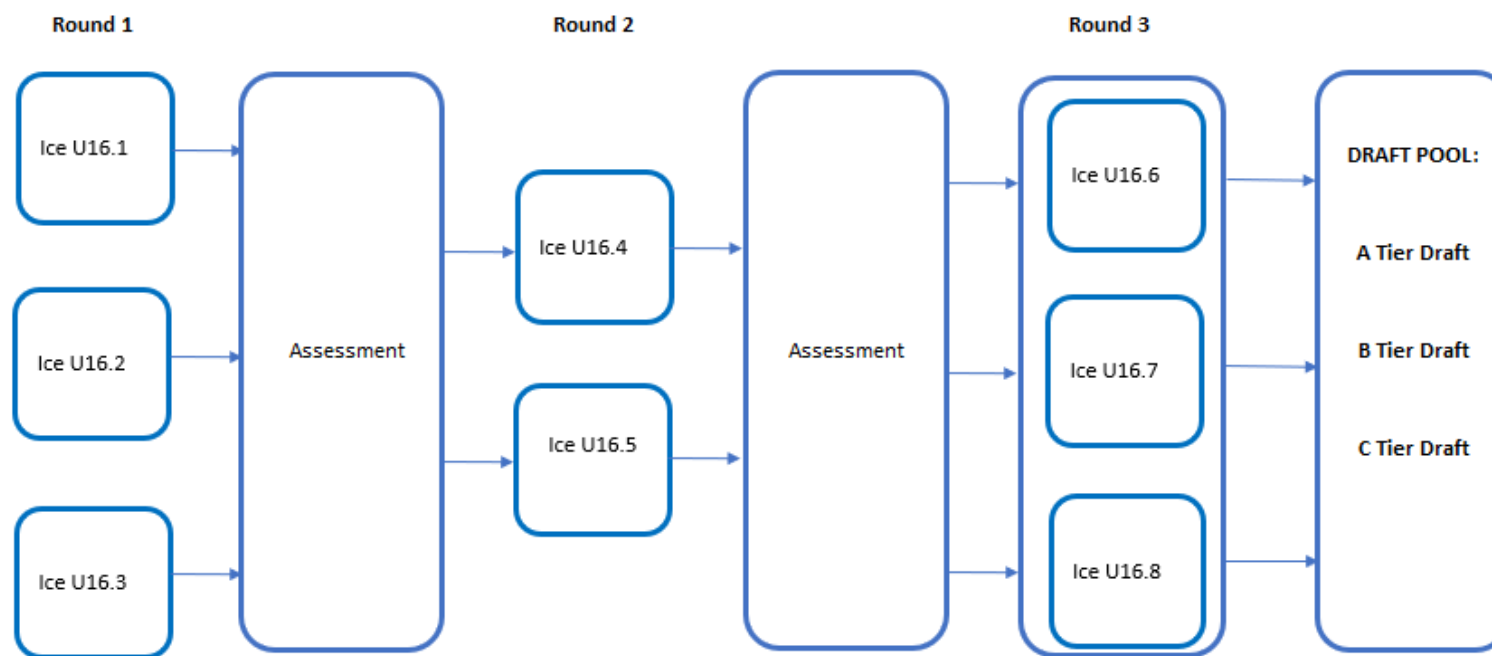 Round 1
Round 2
Round 3
Ice U16.1
Ice U16.2
Ice U16.3
Assessment
Ice U16.4
Ice U16.5
Assessment
Ice U16.6
Ice U16.7
Ice U16.8
DRAFT POOL:
A Tier Draft
B Tier Draft
C Tier Draft